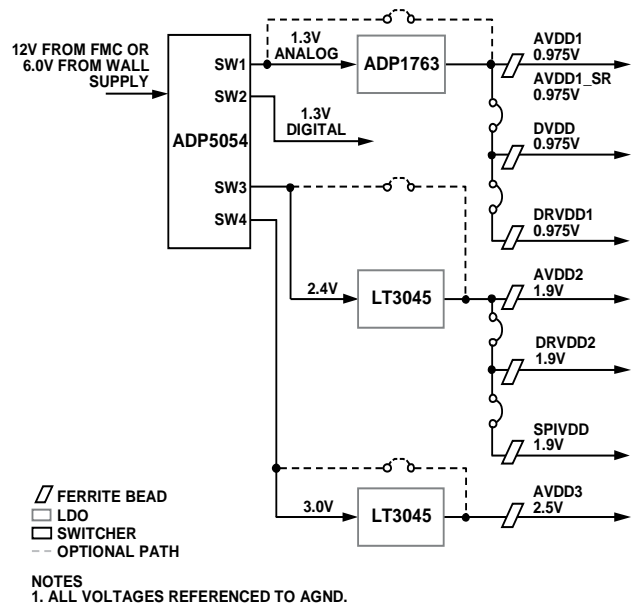 12V FROM FMC OR
6.0V FROM WALL
SUPPLY
ADP5054
SW1
SW2
SW3
SW4
1.3V
ANALOG
ADP1763
1.3V
DIGITAL
AVDD1
0.975V
AVDD1_SR
0.975V
DVDD
0.975V
DRVDD1
0.975V
2.4V
LT3045
AVDD2
1.9V
DRVDD2
1.9V
SPIVDD
1.9V
3.0V
LT3045
AVDD3
2.5V
FERRITE BEAD
LDO
SWITCHER
OPTIONAL PATH
NOTES
1. ALL VOLTAGES REFERENCED TO AGND.